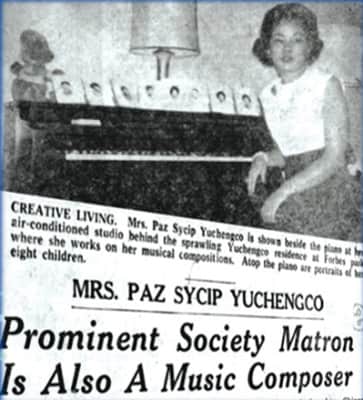 CREATIVE LIVING. Mrs. Paz Sycip Yuchengco is shown beside the piano at her
air-conditioned studio behind the sprawling Yuchengco residence at Forbes
where she works on her musical compositions. Atop the piano are portraits of her
eight children.
MRS. PAZ SYCIP YUCHENGCO
Prominent Society Matron
Is Also A Music Composer